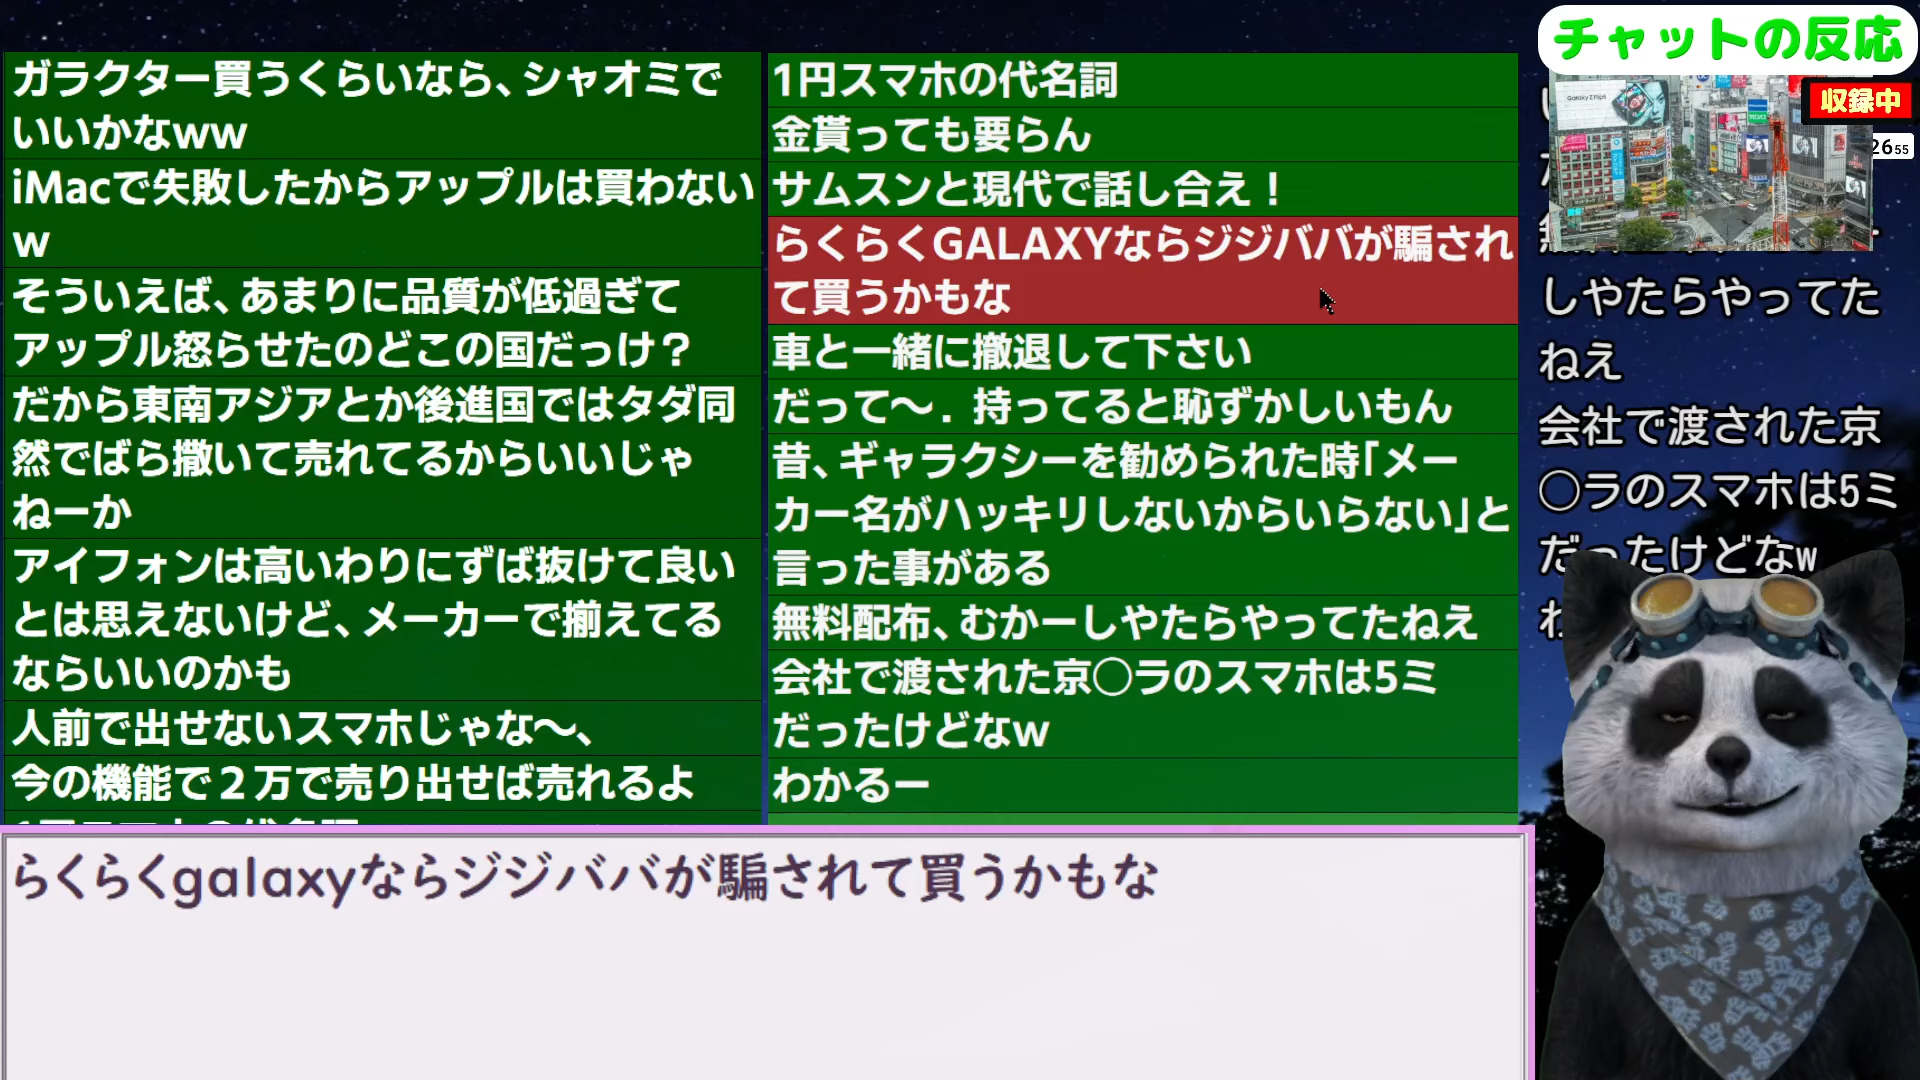 ガラクター買うくらいなら、シャオミで
いいかなww
iMacで失敗したからアップルは買わない
w
そういえば、あまりに品質が低過ぎて
アップル怒らせたのどこの国だっけ？
だから東南アジアとか後進国ではタダ同
然でばら撒いて売れてるからいいじゃ
ねーか
アイフォンは高いわりにずば抜けて良い
とは思えないけど、メーカーで揃えてる
ならいいのかも
人前で出せないスマホじゃな〜、
今の機能で２万で売り出せば売れるよ
1円スマホの代名詞
1円スマホの代名詞
金貰っても要らん
サムスンと現代で話し合え！
らくらくGALAXYならジジババが騙され
て買うかもな
車と一緒に撤退して下さい
だって〜．持ってると恥ずかしいもん
昔、ギャラクシーを勧められた時｢メー
カー名がハッキリしないからいらない｣と
言った事がある
無料配布、むかーしやたらやってたねえ
会社で渡された京◯ラのスマホは5ミ
だったけどなw
わかるー
チャットの反応
Galaxy Z Flip5
収録中
2655
しやたらやってた
ねえ
会社で渡された京
◯ラのスマホは5ミ
だったけどなw
わ
らくらくgalaxyならジジババが騙されて買うかもな